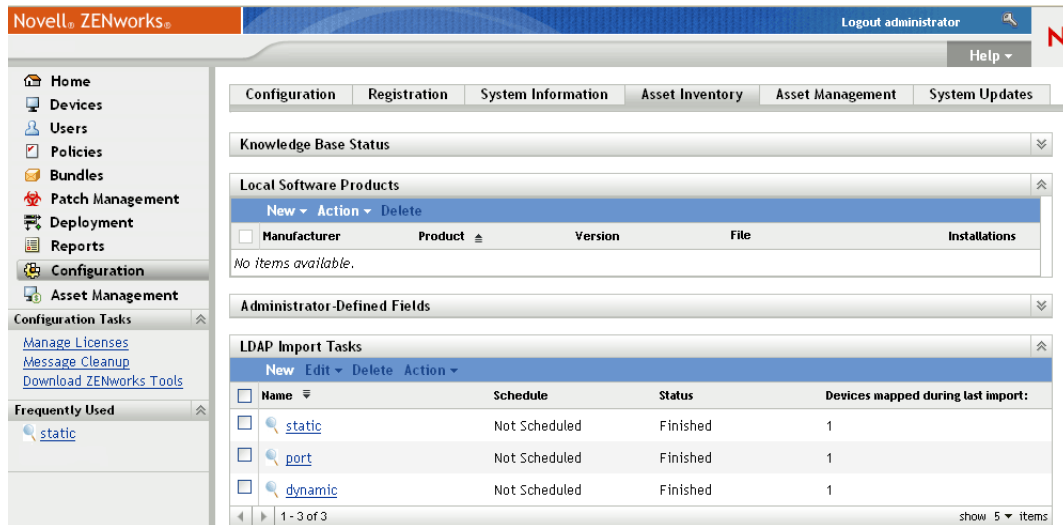 Novell® ZENworks®
Logout administrator
N
Help
Home
Devices
Users
Policies
Bundles
Patch Management
Deployment
Reports
Configuration
Asset Management
Configuration Tasks
Manage Licenses
Message Cleanup
Download ZENworks Tools
Frequently Used
static
Configuration Registration System Information Asset Inventory Asset Management System Updates
Knowledge Base Status
Local Software Products
New Action Delete
Manufacturer Product Version File Installations
No items available.
Administrator-Defined Fields
LDAP Import Tasks
New Edit Delete Action
Name Schedule Status Devices mapped during last import:
static Not Scheduled Finished 1
port Not Scheduled Finished 1
dynamic Not Scheduled Finished 1
1 - 3 of 3 show 5 items